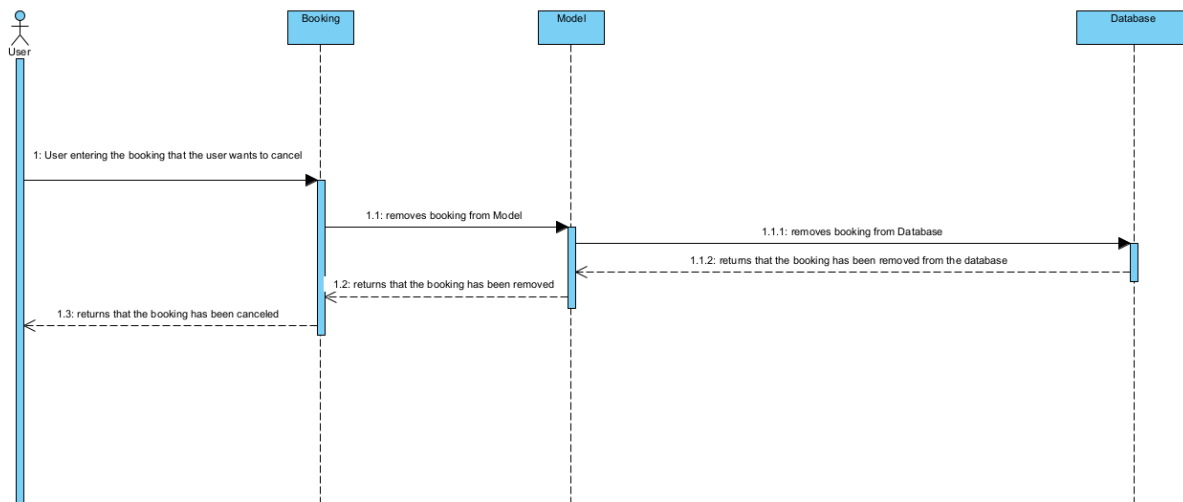 Booking
Model
Database
User
1: User entering the booking that the user wants to cancel
1.1: removes booking from Model
1.1.1: removes booking from Database
1.1.2: returns that the booking has been removed from the database
1.2: returns that the booking has been removed
1.3: returns that the booking has been canceled